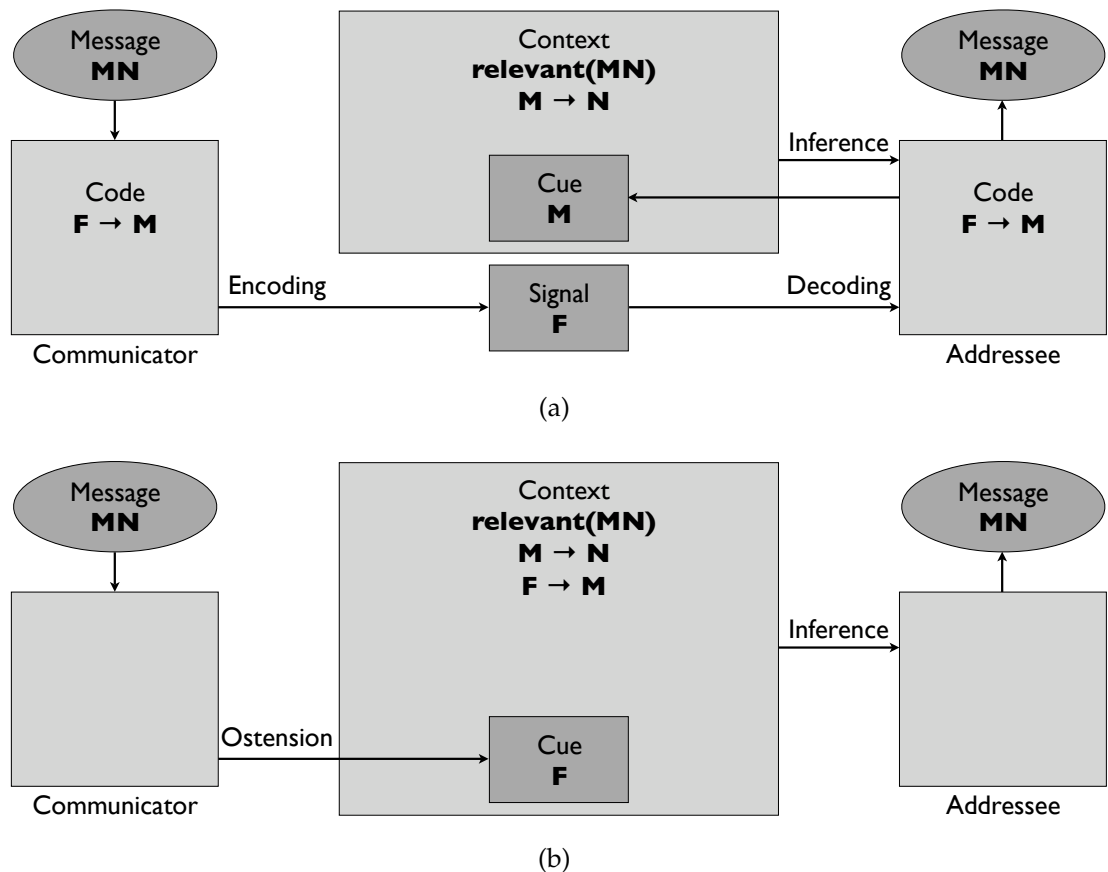 Message
MN
Context
relevant(MN)
M → N
Message
MN
Inference
Code
F → M
Cue
M
Code
F → M
Encoding
Signal
F
Decoding
Communicator
Addressee
(a)
Message
MN
Context
relevant(MN)
M → N
F → M
Message
MN
Inference
Ostension
Cue
F
Communicator
Addressee
(b)